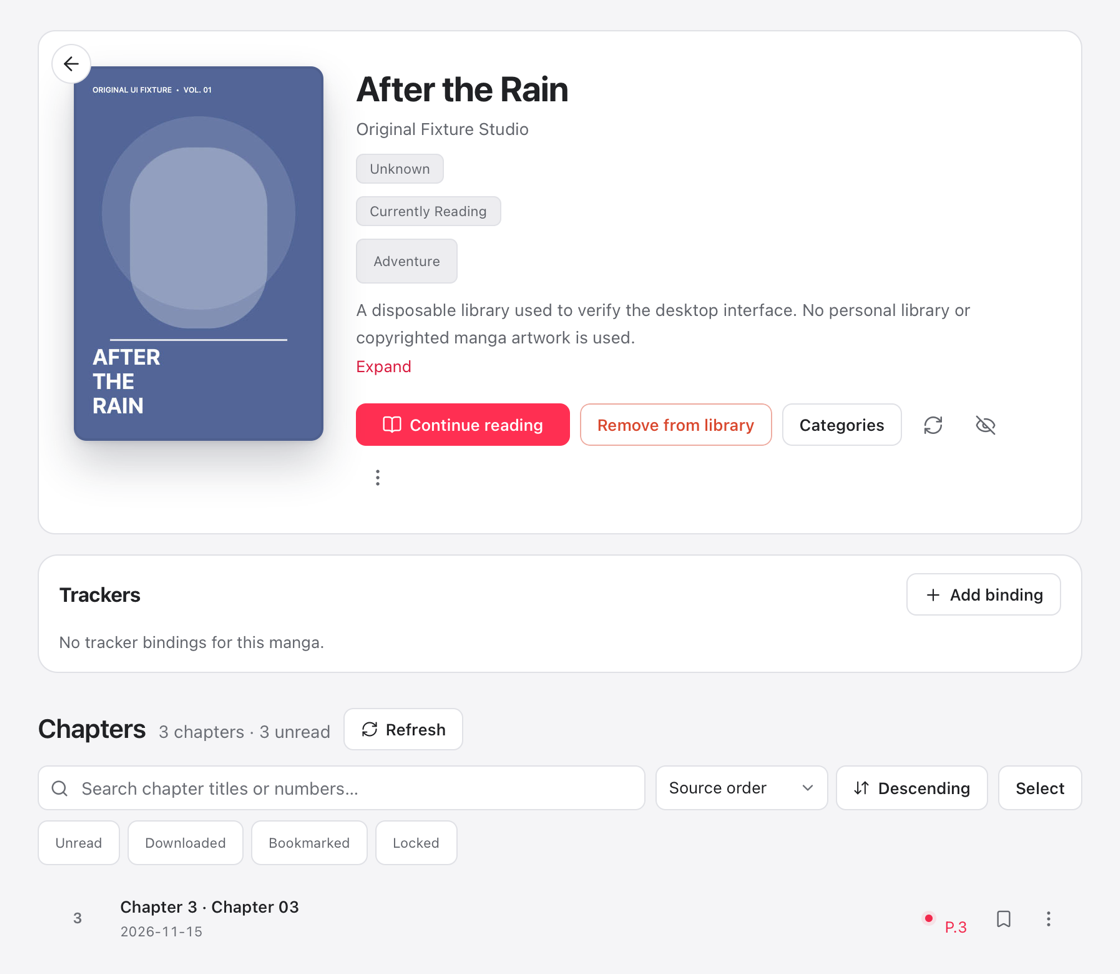 ORIGINAL UI FIXTURE • VOL. 01
AFTER
THE
RAIN
After the Rain
Original Fixture Studio
Unknown
Currently Reading
Adventure
A disposable library used to verify the desktop interface. No personal library or
copyrighted manga artwork is used.
Expand
Continue reading
Remove from library
Categories
Trackers
Add binding
No tracker bindings for this manga.
Chapters
3 chapters · 3 unread
Refresh
Search chapter titles or numbers...
Source order
Descending
Select
Unread
Downloaded
Bookmarked
Locked
3
Chapter 3 · Chapter 03
2026-11-15
P.3